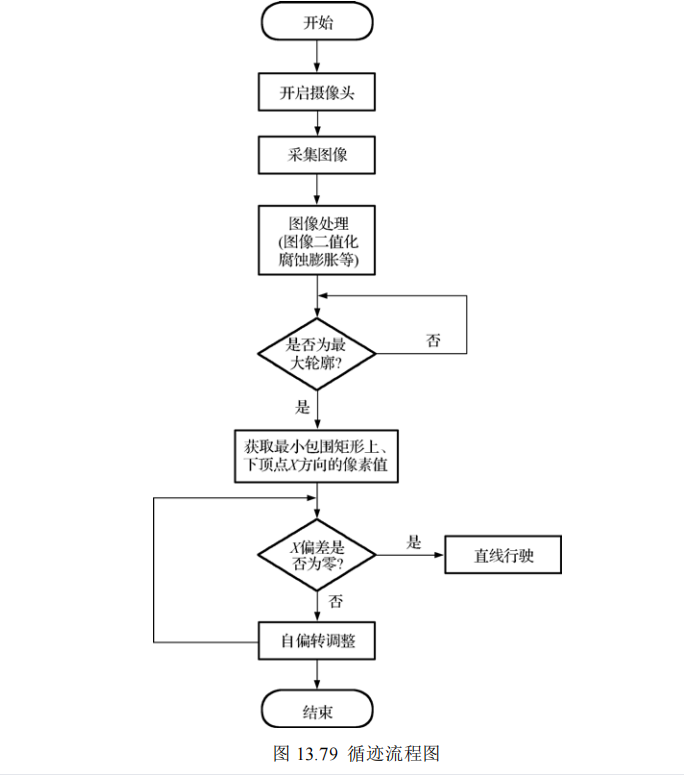 开始
开启摄像头
采集图像
图像处理
(图像二值化
腐蚀膨胀等)
是否为最
大轮廓?
否
是
获取最小包围矩形上、
下顶点X方向的像素值
X偏差是
否为零?
是
直线行驶
否
自偏转调整
结束
图 13.79 循迹流程图